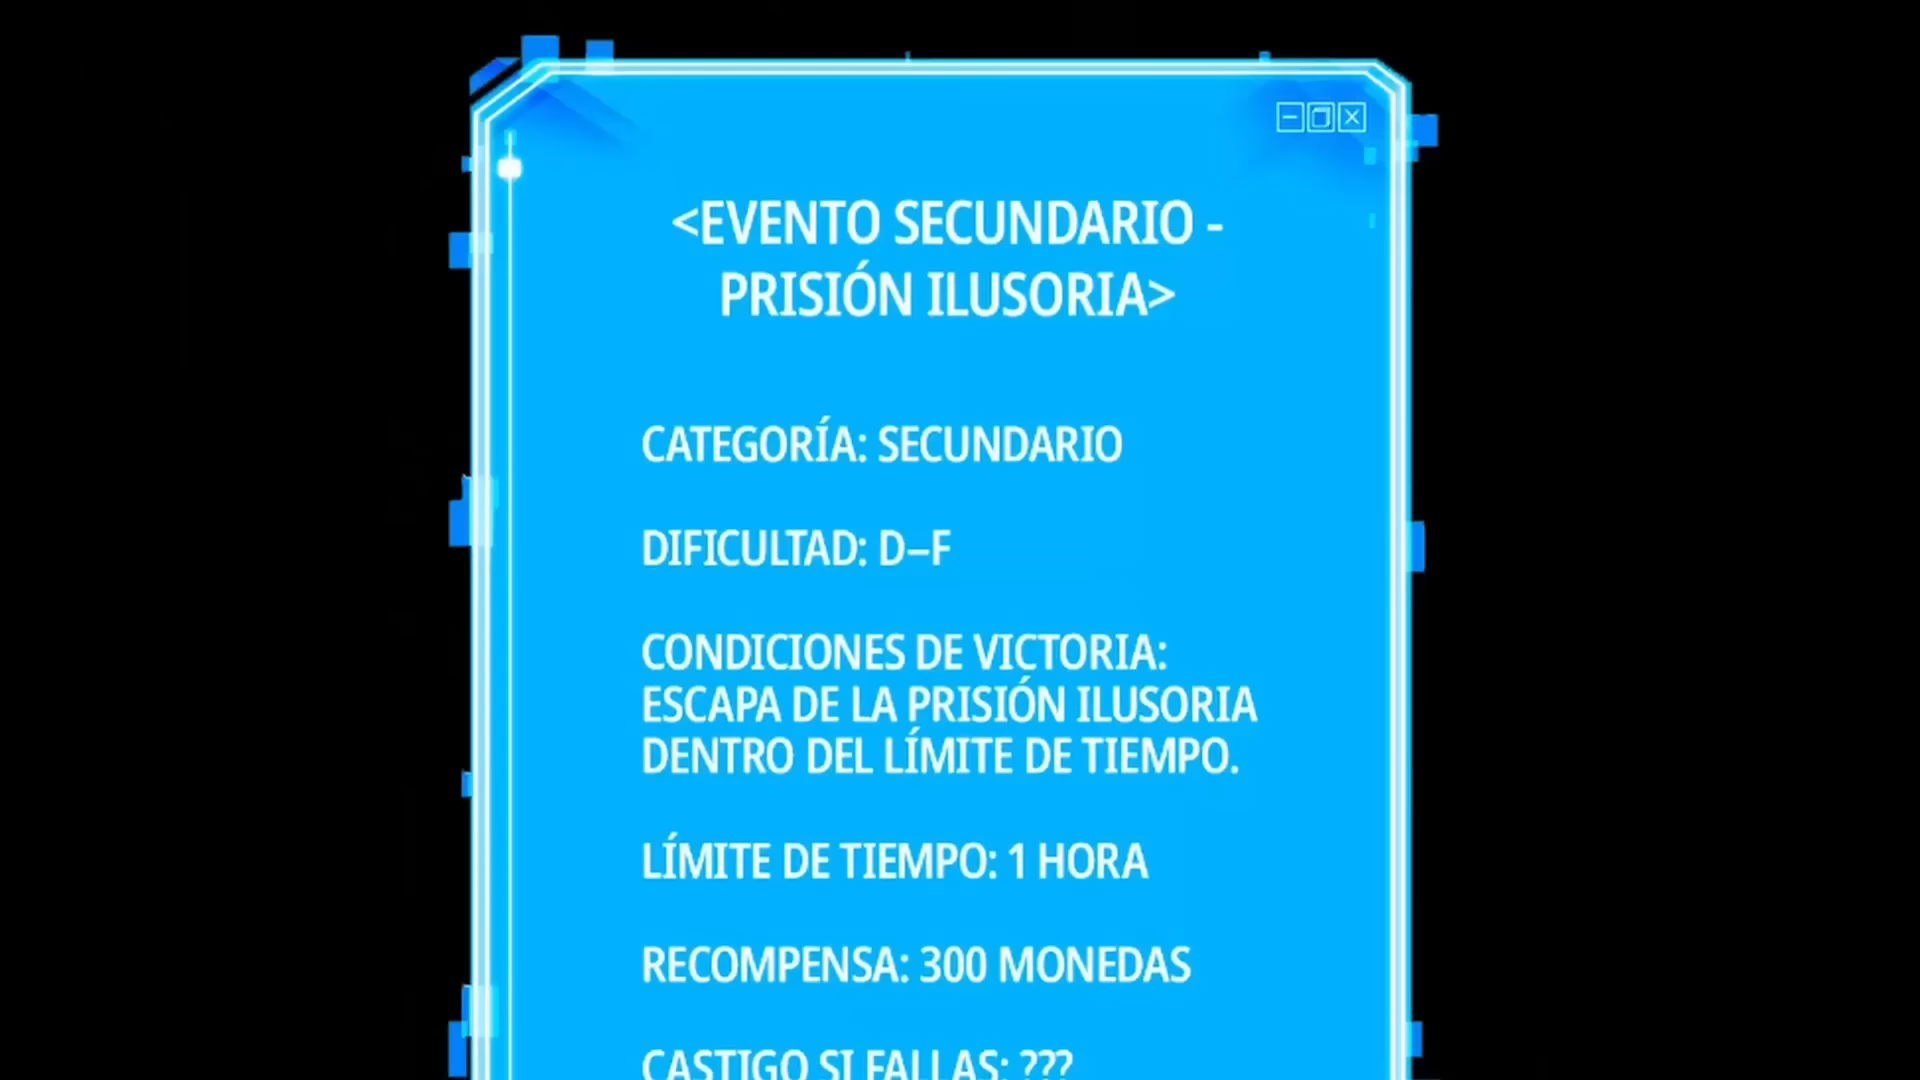 <EVENTO SECUNDARIO -
PRISIÓN ILUSORIA>
CATEGORÍA: SECUNDARIO
DIFICULTAD: D–F
CONDICIONES DE VICTORIA:
ESCAPA DE LA PRISIÓN ILUSORIA
DENTRO DEL LÍMITE DE TIEMPO.
LÍMITE DE TIEMPO: 1 HORA
RECOMPENSA: 300 MONEDAS
CASTIGO SI FALLAS: ???